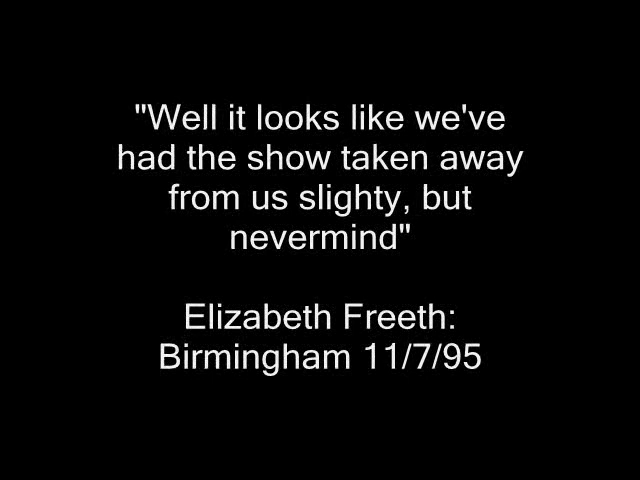 "Well it looks like we've
had the show taken away
from us slighty, but
nevermind"
Elizabeth Freeth:
Birmingham 11/7/95